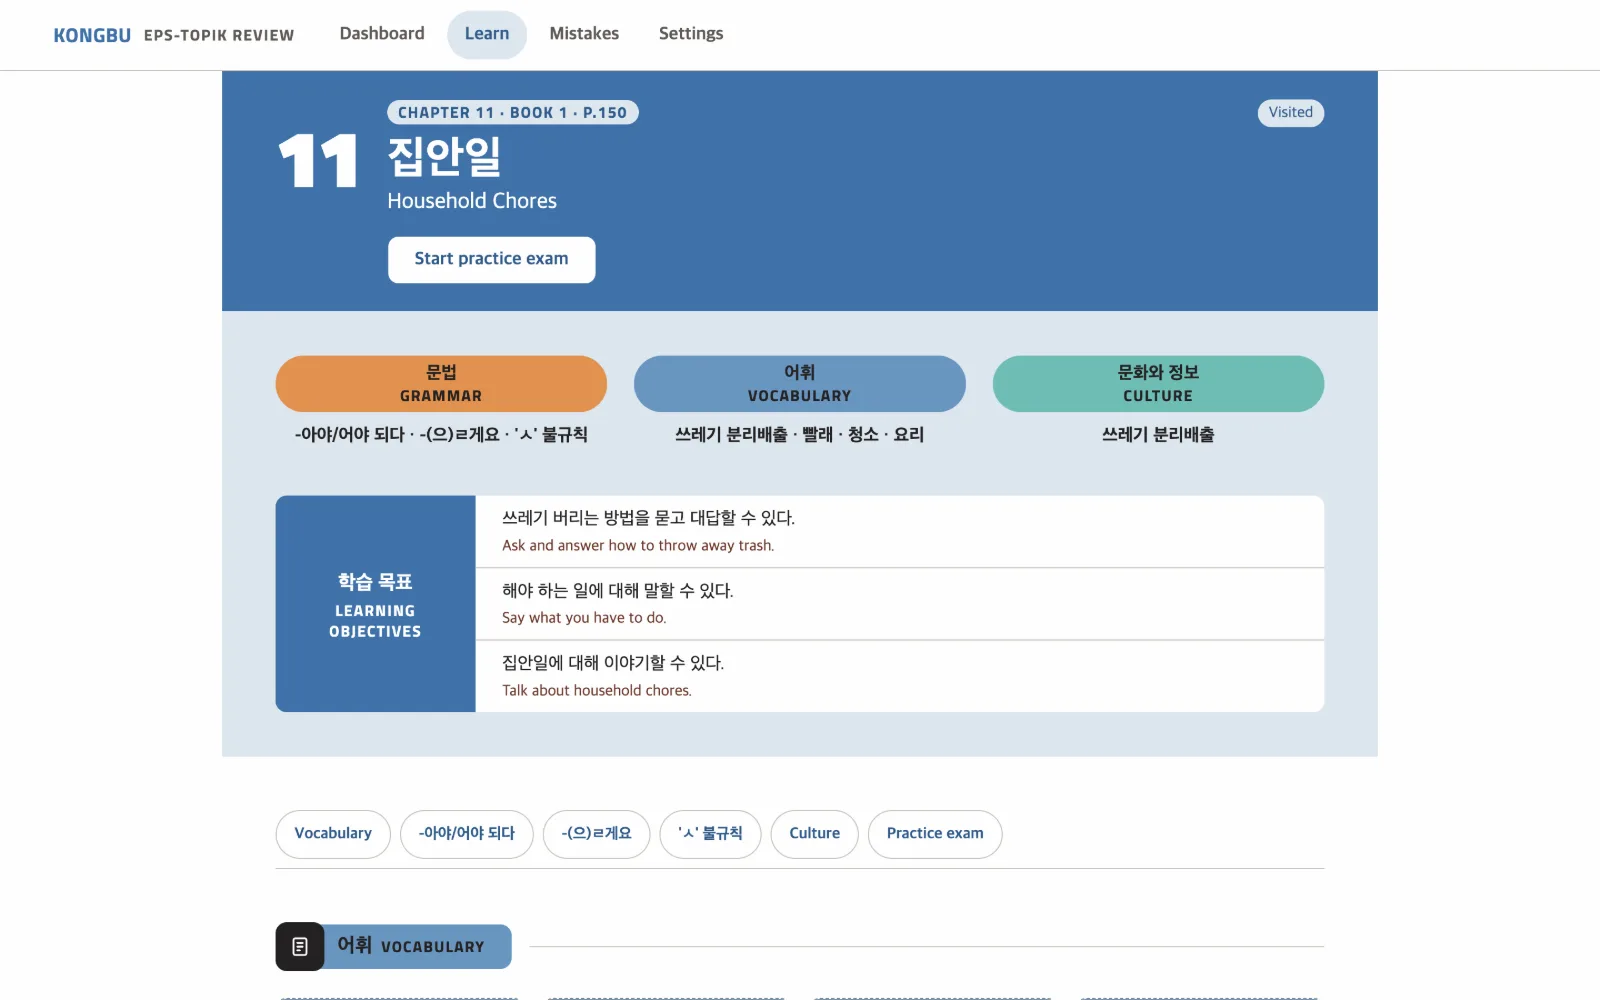 KONGBU EPS-TOPIK REVIEW Dashboard Learn Mistakes Settings
CHAPTER 11 · BOOK 1 · P.150
Visited
11
집안일
Household Chores
Start practice exam
문법
GRAMMAR
-아야/어야 되다 · -(으)ㄹ게요 · 'ㅅ' 불규칙
어휘
VOCABULARY
쓰레기 분리배출 · 빨래 · 청소 · 요리
문화와 정보
CULTURE
쓰레기 분리배출
학습 목표
LEARNING
OBJECTIVES
쓰레기 버리는 방법을 묻고 대답할 수 있다.
Ask and answer how to throw away trash.
해야 하는 일에 대해 말할 수 있다.
Say what you have to do.
집안일에 대해 이야기할 수 있다.
Talk about household chores.
Vocabulary -아야/어야 되다 -(으)ㄹ게요 'ㅅ' 불규칙 Culture Practice exam
어휘 VOCABULARY